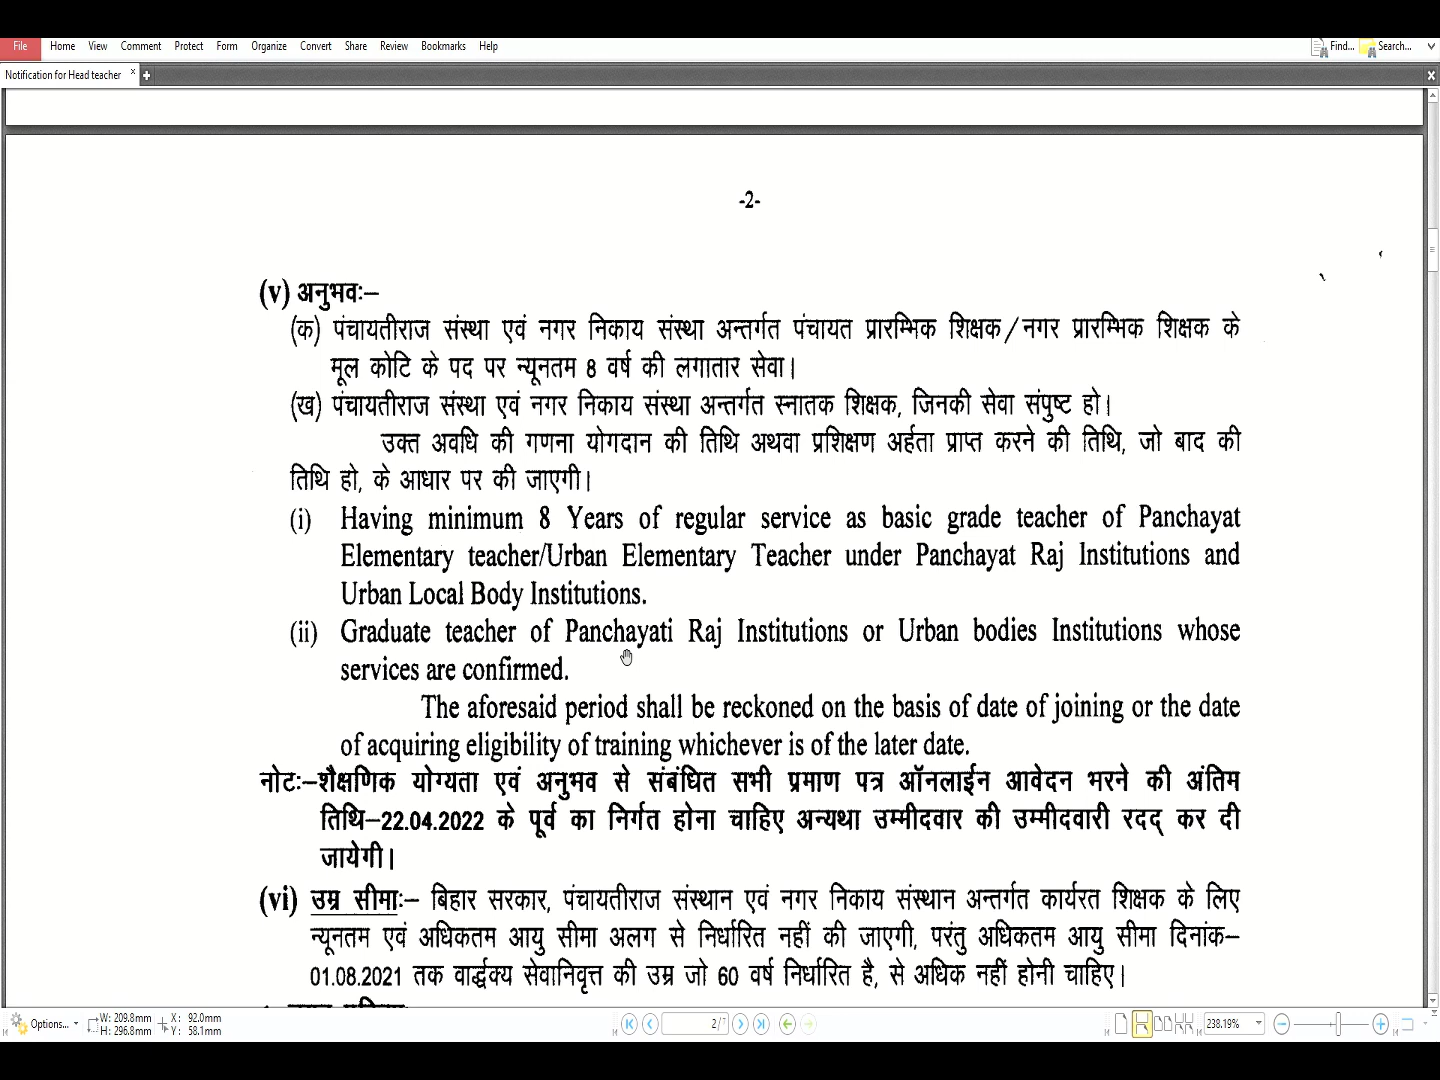 File Home View Comment Protect Form Organize Convert Share Review Bookmarks Help Find... Search...
Notification for Head teacher
-2-
(v) अनुभवः–
(क) पंचायतीराज संस्था एवं नगर निकाय संस्था अन्तर्गत पंचायत प्रारम्भिक शिक्षक/नगर प्रारम्भिक शिक्षक के
मूल कोटि के पद पर न्यूनतम 8 वर्ष की लगातार सेवा।
(ख) पंचायतीराज संस्था एवं नगर निकाय संस्था अन्तर्गत स्नातक शिक्षक, जिनकी सेवा संपुष्ट हो।
उक्त अवधि की गणना योगदान की तिथि अथवा प्रशिक्षण अर्हता प्राप्त करने की तिथि, जो बाद की
तिथि हो, के आधार पर की जाएगी।
(i) Having minimum 8 Years of regular service as basic grade teacher of Panchayat
Elementary teacher/Urban Elementary Teacher under Panchayat Raj Institutions and
Urban Local Body Institutions.
(ii) Graduate teacher of Panchayati Raj Institutions or Urban bodies Institutions whose
services are confirmed.
The aforesaid period shall be reckoned on the basis of date of joining or the date
of acquiring eligibility of training whichever is of the later date.
नोटः–शैक्षणिक योग्यता एवं अनुभव से संबंधित सभी प्रमाण पत्र ऑनलाईन आवेदन भरने की अंतिम
तिथि–22.04.2022 के पूर्व का निर्गत होना चाहिए अन्यथा उम्मीदवार की उम्मीदवारी रदद् कर दी
जायेगी।
(vi) उम्र सीमाः– बिहार सरकार, पंचायतीराज संस्थान एवं नगर निकाय संस्थान अन्तर्गत कार्यरत शिक्षक के लिए
न्यूनतम एवं अधिकतम आयु सीमा अलग से निर्धारित नहीं की जाएगी, परंतु अधिकतम आयु सीमा दिनांक–
01.08.2021 तक वार्द्धक्य सेवानिवृत्त की उम्र जो 60 वर्ष निर्धारित है, से अधिक नहीं होनी चाहिए।
Options... W: 209.8mm X: 92.0mm 2/7 238.19%
H: 296.8mm Y: 58.1mm